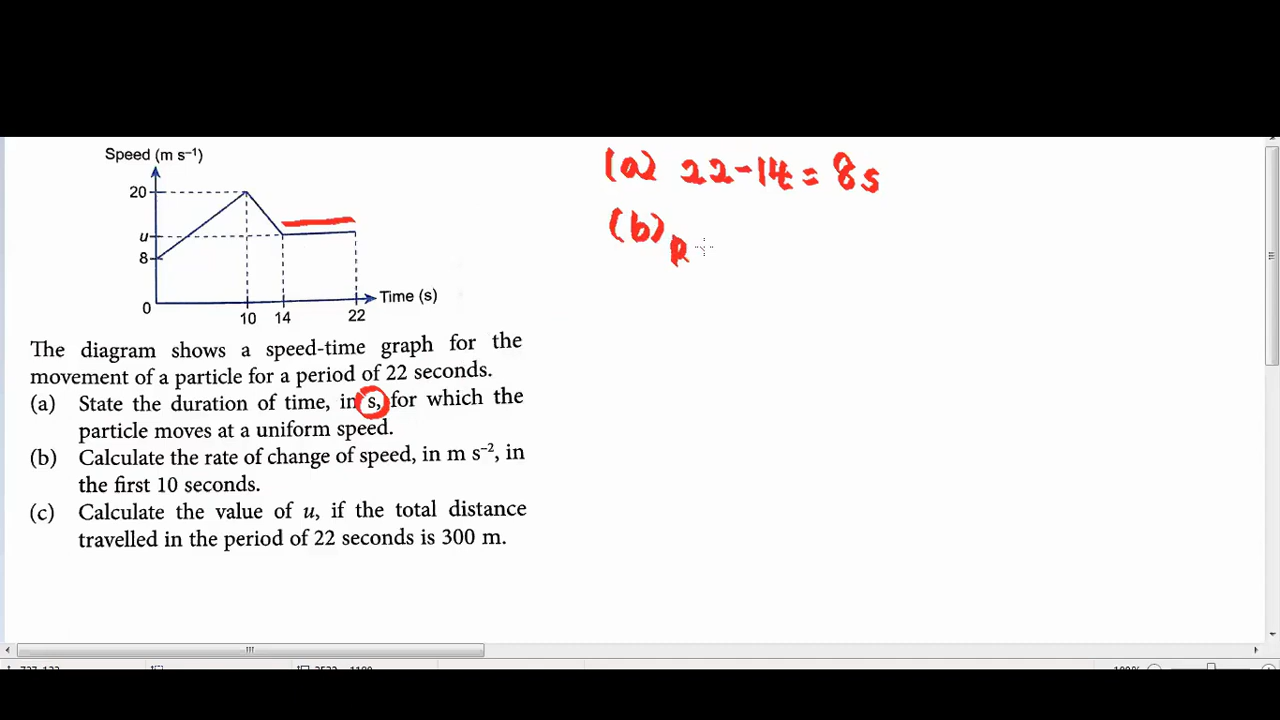 Speed (m s⁻¹)
20
u
8
0
10 14 22
Time (s)
The diagram shows a speed-time graph for the
movement of a particle for a period of 22 seconds.
(a) State the duration of time, in s, for which the
particle moves at a uniform speed.
(b) Calculate the rate of change of speed, in m s⁻², in
the first 10 seconds.
(c) Calculate the value of u, if the total distance
travelled in the period of 22 seconds is 300 m.
(a) 22-14 = 8s
(b) R